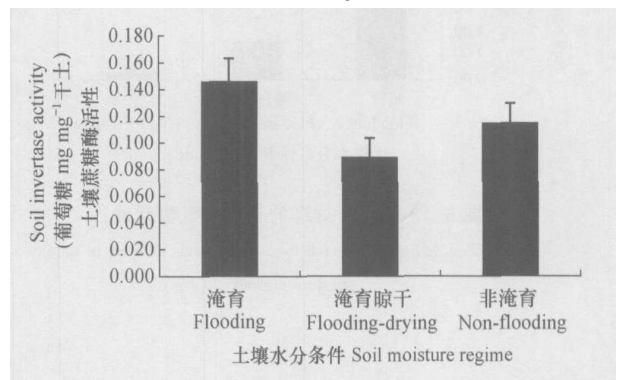 Soil invertase activity
(葡萄糖 mg mg⁻¹干土)
土壤蔗糖酶活性
0.180
0.160
0.140
0.120
0.100
0.080
0.060
0.040
0.020
0.000
淹育 淹育晾干 非淹育
Flooding Flooding-drying Non-flooding
土壤水分条件 Soil moisture regime